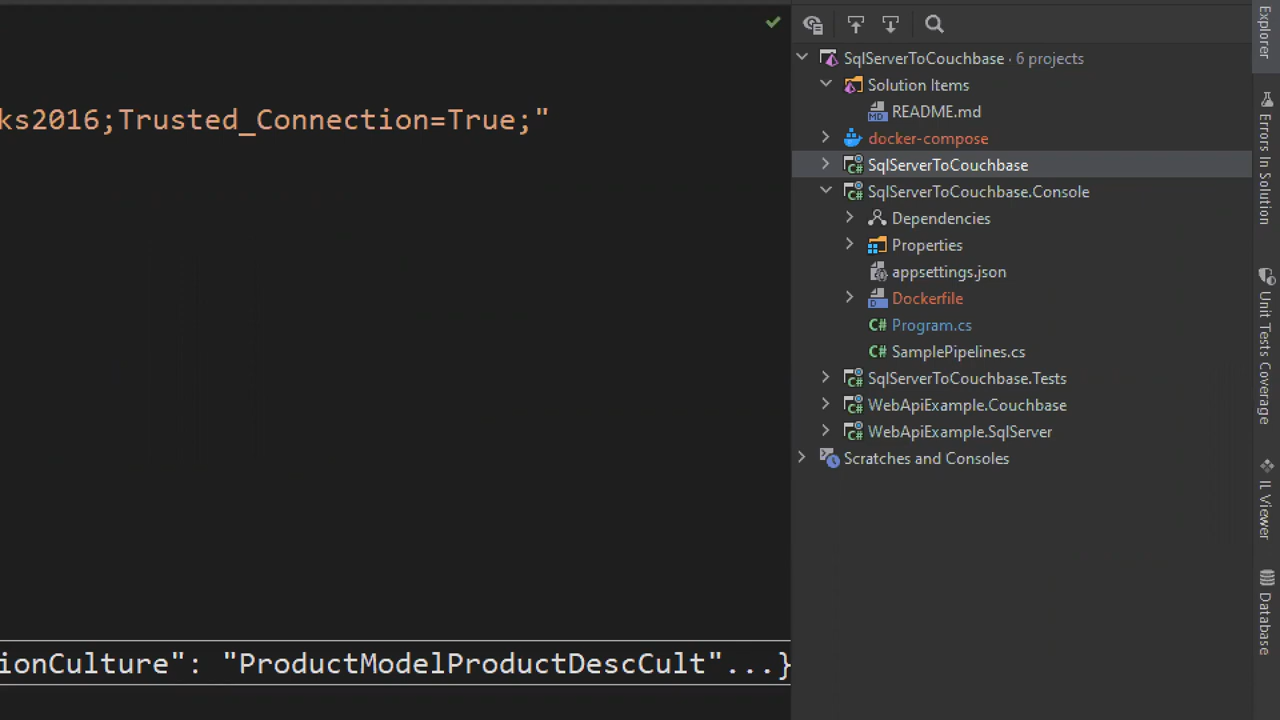 ks2016;Trusted_Connection=True;"
ionCulture": "ProductModelProductDescCult"...}
SqlServerToCouchbase · 6 projects
Solution Items
README.md
docker-compose
SqlServerToCouchbase
SqlServerToCouchbase.Console
Dependencies
Properties
appsettings.json
Dockerfile
C# Program.cs
C# SamplePipelines.cs
SqlServerToCouchbase.Tests
WebApiExample.Couchbase
WebApiExample.SqlServer
Scratches and Consoles
Explorer
Errors In Solution
Unit Tests Coverage
IL Viewer
Database